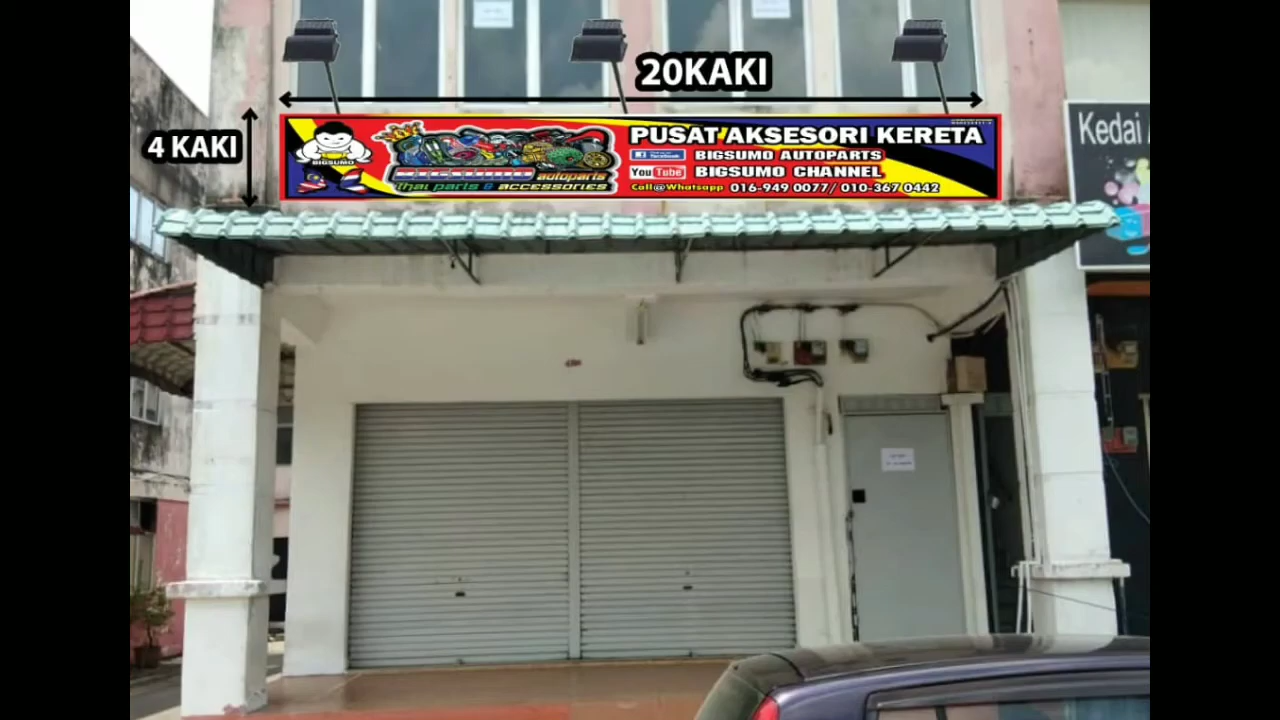 20KAKI
4 KAKI
PUSAT AKSESORI KERETA
BIGSUMO
BIGSUMO autoparts
thai parts & accessories
facebook
BIGSUMO AUTOPARTS
YouTube
BIGSUMO CHANNEL
Call@Whatsapp 016-949 0077/ 010-367 0442
Kedai